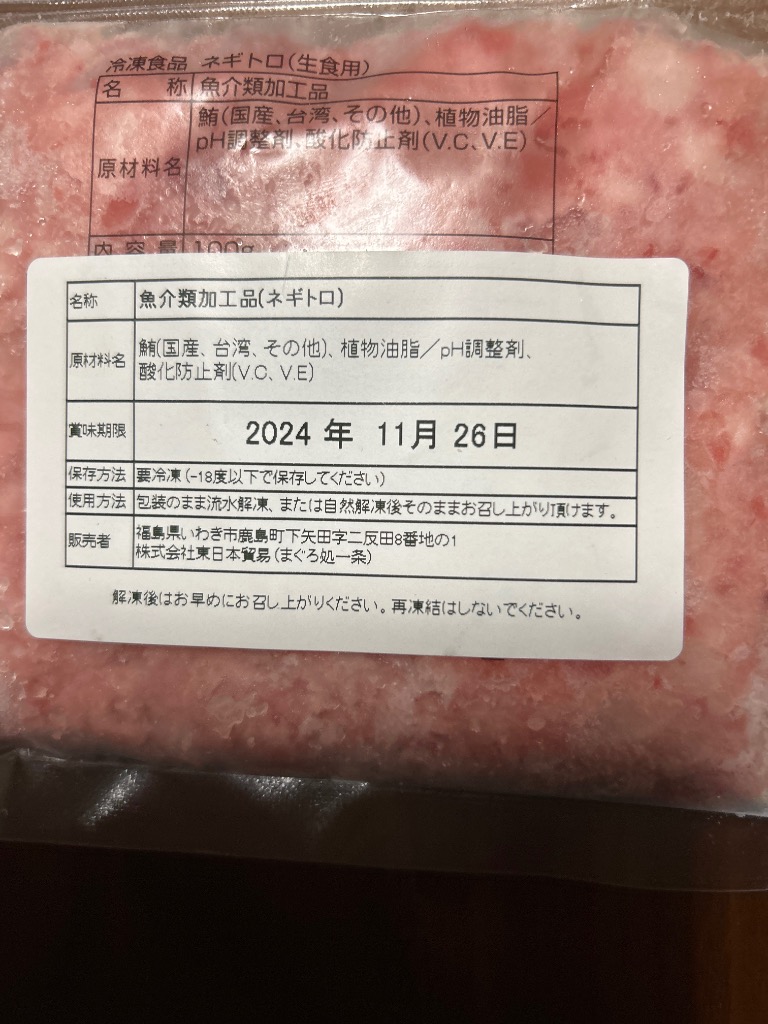 冷凍食品 ネギトロ(生食用)
名 称 魚介類加工品
原材料名 鮪(国産、台湾、その他)、植物油脂／
pH調整剤、酸化防止剤(V.C、V.E)
内容量 100g
名称 魚介類加工品(ネギトロ)
原材料名 鮪(国産、台湾、その他)、植物油脂／pH調整剤、
酸化防止剤(V.C、V.E)
賞味期限 2024 年 11月 26日
保存方法 要冷凍(-18度以下で保存してください)
使用方法 包装のまま流水解凍、または自然解凍後そのままお召し上がり頂けます。
販売者 福島県いわき市鹿島町下矢田字二反田8番地の1
株式会社東日本貿易(まぐろ処一条)
解凍後はお早めにお召し上がりください。再凍結はしないでください。